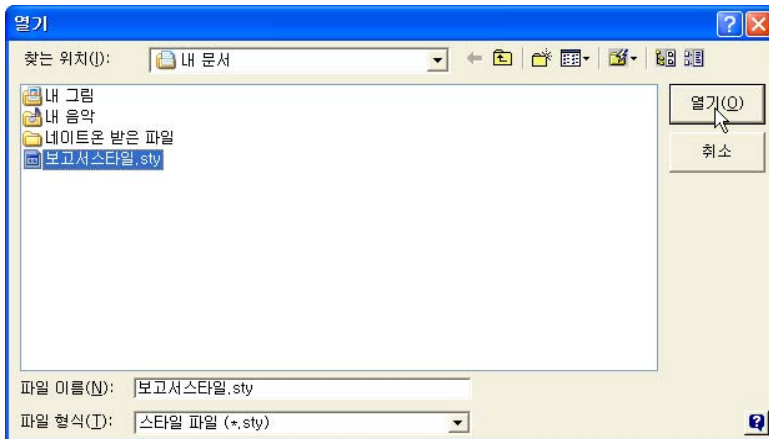 열기
찾는 위치(I): 내 문서
내 그림
내 음악
네이트온 받은 파일
보고서스타일.sty
열기(O)
취소
파일 이름(N): 보고서스타일.sty
파일 형식(T): 스타일 파일 (*.sty)